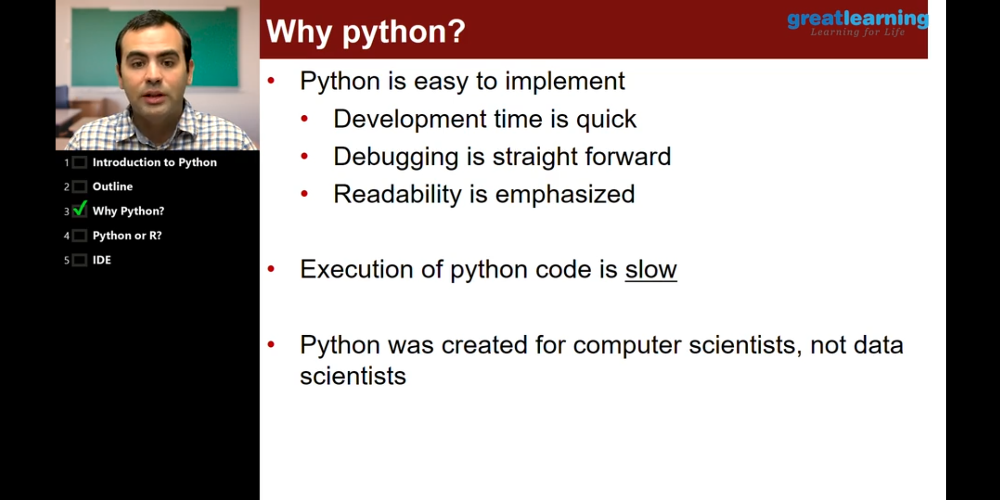 Why python?
greatlearning
Learning for Life
• Python is easy to implement
• Development time is quick
• Debugging is straight forward
• Readability is emphasized
• Execution of python code is slow
• Python was created for computer scientists, not data
scientists
1 Introduction to Python
2 Outline
3 ✓ Why Python?
4 Python or R?
5 IDE